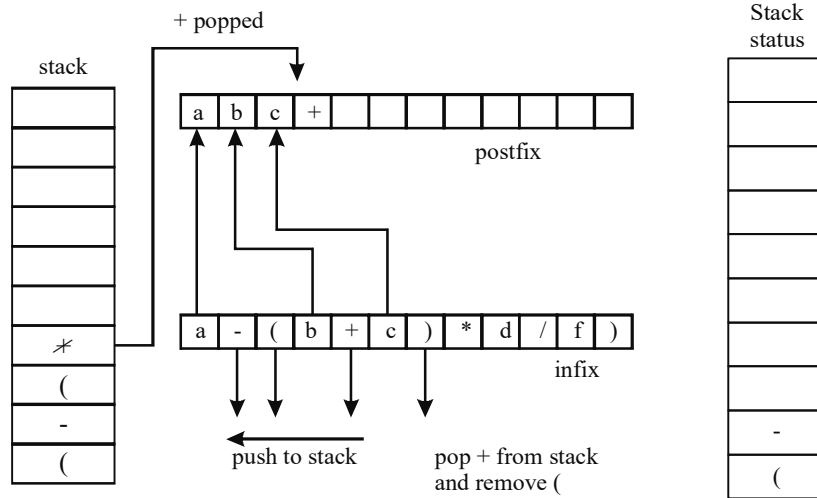 + popped
Stack
status
stack
a b c +
postfix
a - ( b + c ) * d / f )
infix
+
(
-
(
push to stack
pop + from stack
and remove (
-
(